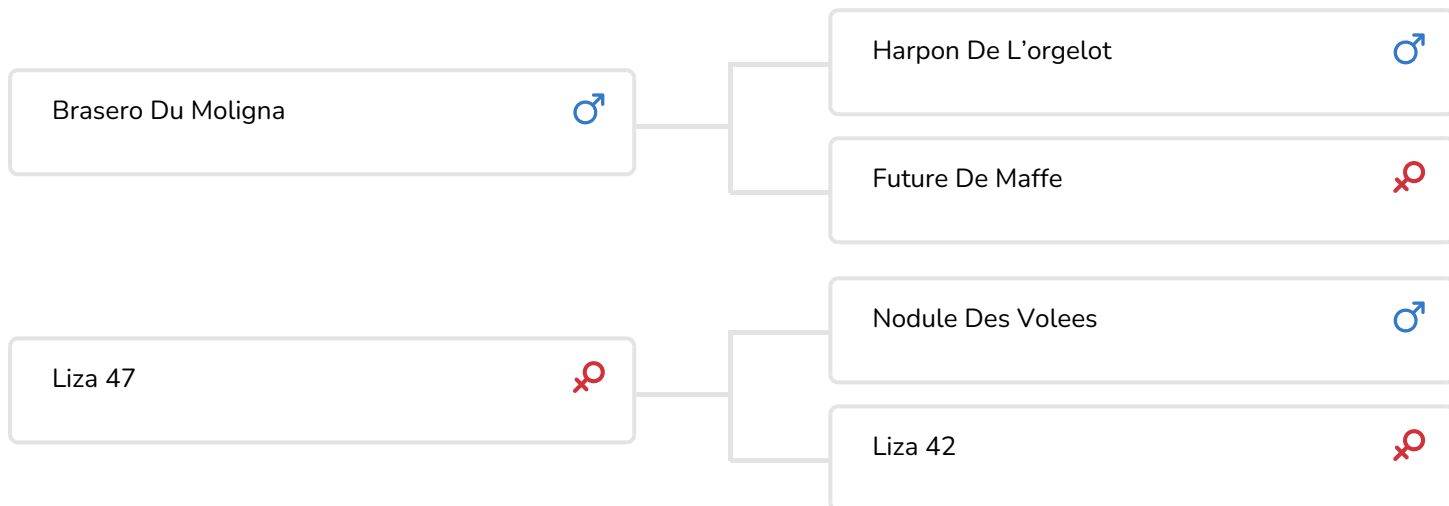 Harpon De L’orgelot
Brasero Du Moligna
Future De Maffe
Nodule Des Volees
Liza 47
Liza 42